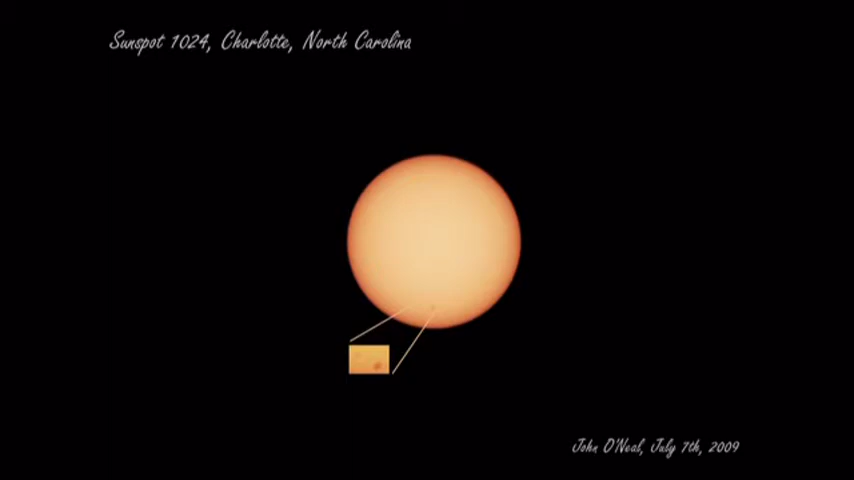 Sunspot 1024, Charlotte, North Carolina
John O'Neal, July 7th, 2009